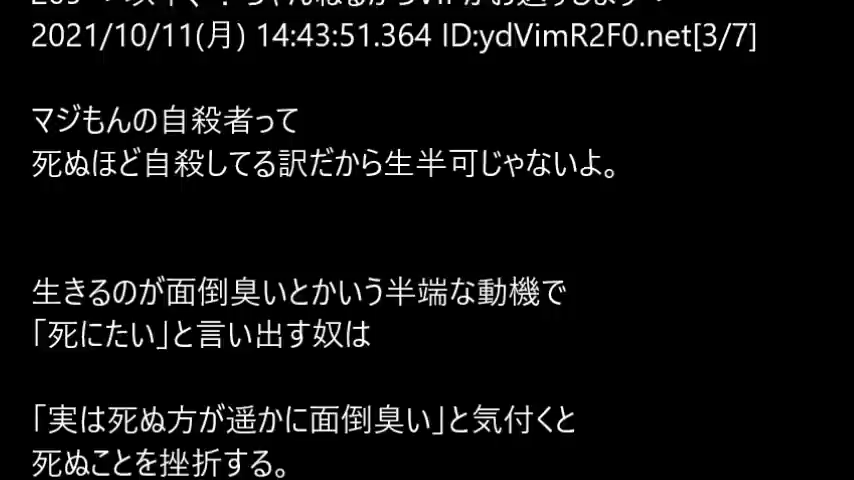 2021/10/11(月) 14:43:51.364 ID:ydVimR2F0.net[3/7]
マジもんの自殺者って
死ぬほど自殺してる訳だから生半可じゃないよ。
生きるのが面倒臭いとかいう半端な動機で
「死にたい」と言い出す奴は
「実は死ぬ方が遥かに面倒臭い」と気付くと
死ぬことを挫折する。